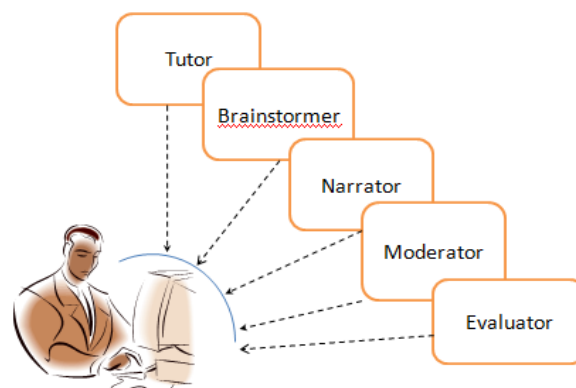 Tutor
Brainstormer
Narrator
Moderator
Evaluator